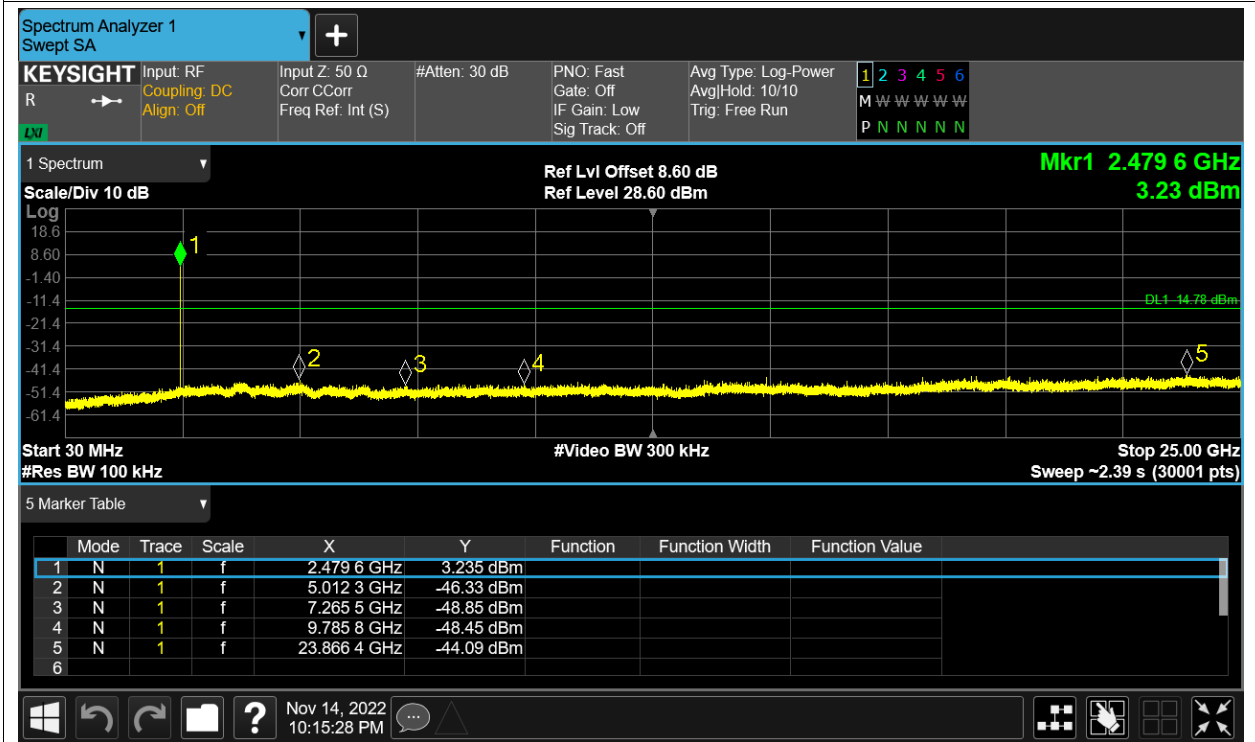 Spectrum Analyzer 1
Swept SA
+
KEYSIGHT Input: RF Input Z: 50 Ω #Atten: 30 dB PNO: Fast Avg Type: Log-Power 1 2 3 4 5 6
R Coupling: DC Corr CCorr Gate: Off Avg|Hold: 10/10 M W W W W W
Align: Off Freq Ref: Int (S) IF Gain: Low Trig: Free Run
LXI Sig Track: Off P N N N N N
1 Spectrum Ref Lvl Offset 8.60 dB Mkr1 2.479 6 GHz
Scale/Div 10 dB Ref Level 28.60 dBm 3.23 dBm
Log
18.6
8.60 1
-1.40
-11.4 DL1 -14.78 dBm
-21.4
-31.4
-41.4 2 3 4 5
-51.4
-61.4
Start 30 MHz #Video BW 300 kHz Stop 25.00 GHz
#Res BW 100 kHz Sweep ~2.39 s (30001 pts)
5 Marker Table
Mode Trace Scale X Y Function Function Width Function Value
1 N 1 f 2.479 6 GHz 3.235 dBm
2 N 1 f 5.012 3 GHz -46.33 dBm
3 N 1 f 7.265 5 GHz -48.85 dBm
4 N 1 f 9.785 8 GHz -48.45 dBm
5 N 1 f 23.866 4 GHz -44.09 dBm
6
? Nov 14, 2022
10:15:28 PM